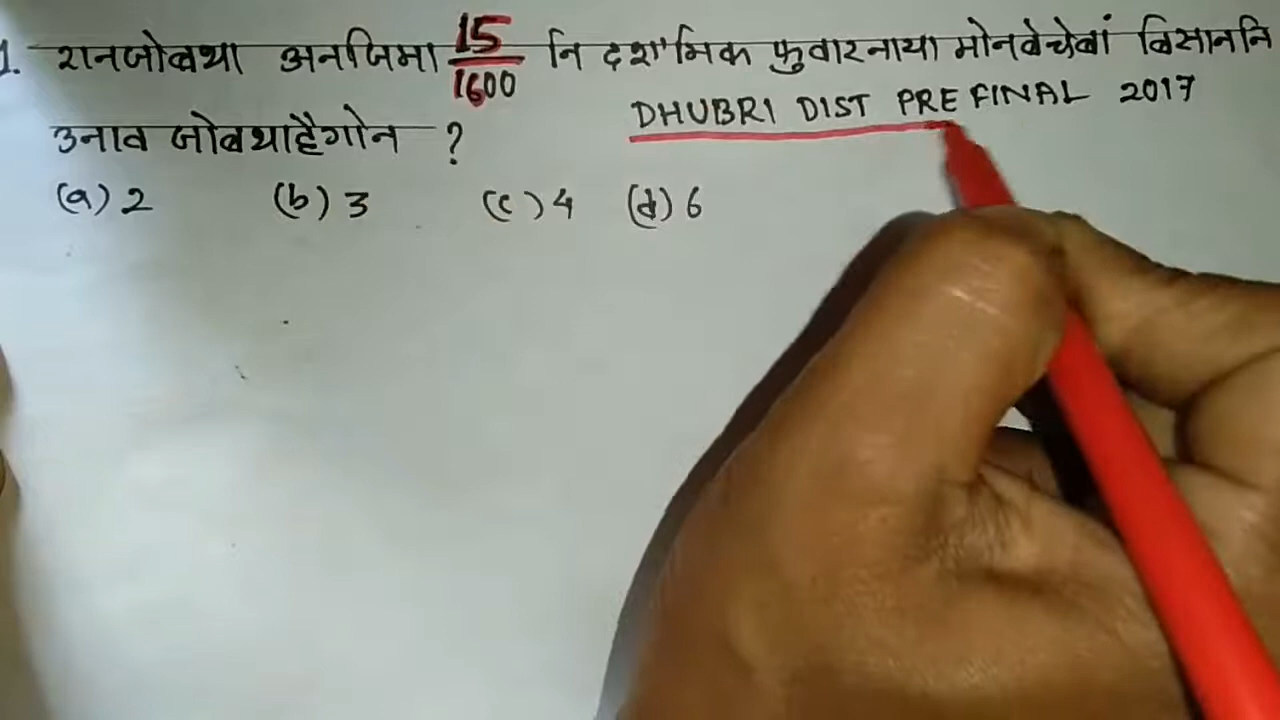 1. रानजोबथा अनजिमा 15/1600 नि दशमिक फुवारनाया मोनबेचेबां बिसाननि
DHUBRI DIST PRE FINAL 2017
उनाव जोबथाहैगोन ?
(a) 2 (b) 3 (c) 4 (d) 6